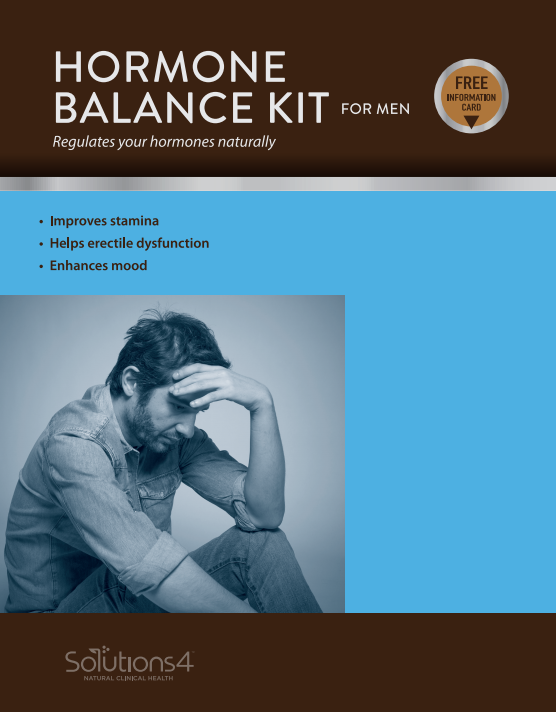 HORMONE
BALANCE KIT FOR MEN
Regulates your hormones naturally
FREE
INFORMATION
CARD
• Improves stamina
• Helps erectile dysfunction
• Enhances mood
Solutions4
NATURAL CLINICAL HEALTH